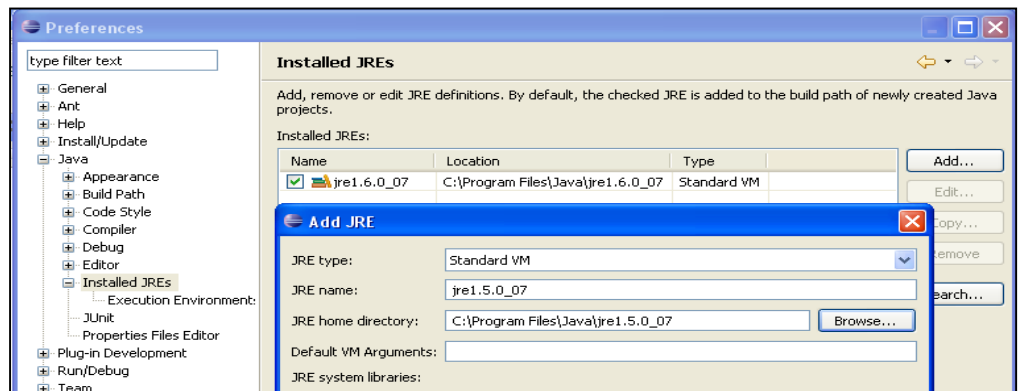 Preferences
type filter text
General
Ant
Help
Install/Update
Java
Appearance
Build Path
Code Style
Compiler
Debug
Editor
Installed JREs
Execution Environment:
JUnit
Properties Files Editor
Plug-in Development
Run/Debug
Team
Installed JREs
Add, remove or edit JRE definitions. By default, the checked JRE is added to the build path of newly created Java
projects.
Installed JREs:
Name Location Type
jre1.6.0_07 C:\Program Files\Java\jre1.6.0_07 Standard VM
Add...
Edit...
Copy...
emove
earch...
Add JRE
JRE type: Standard VM
JRE name: jre1.5.0_07
JRE home directory: C:\Program Files\Java\jre1.5.0_07 Browse...
Default VM Arguments:
JRE system libraries: